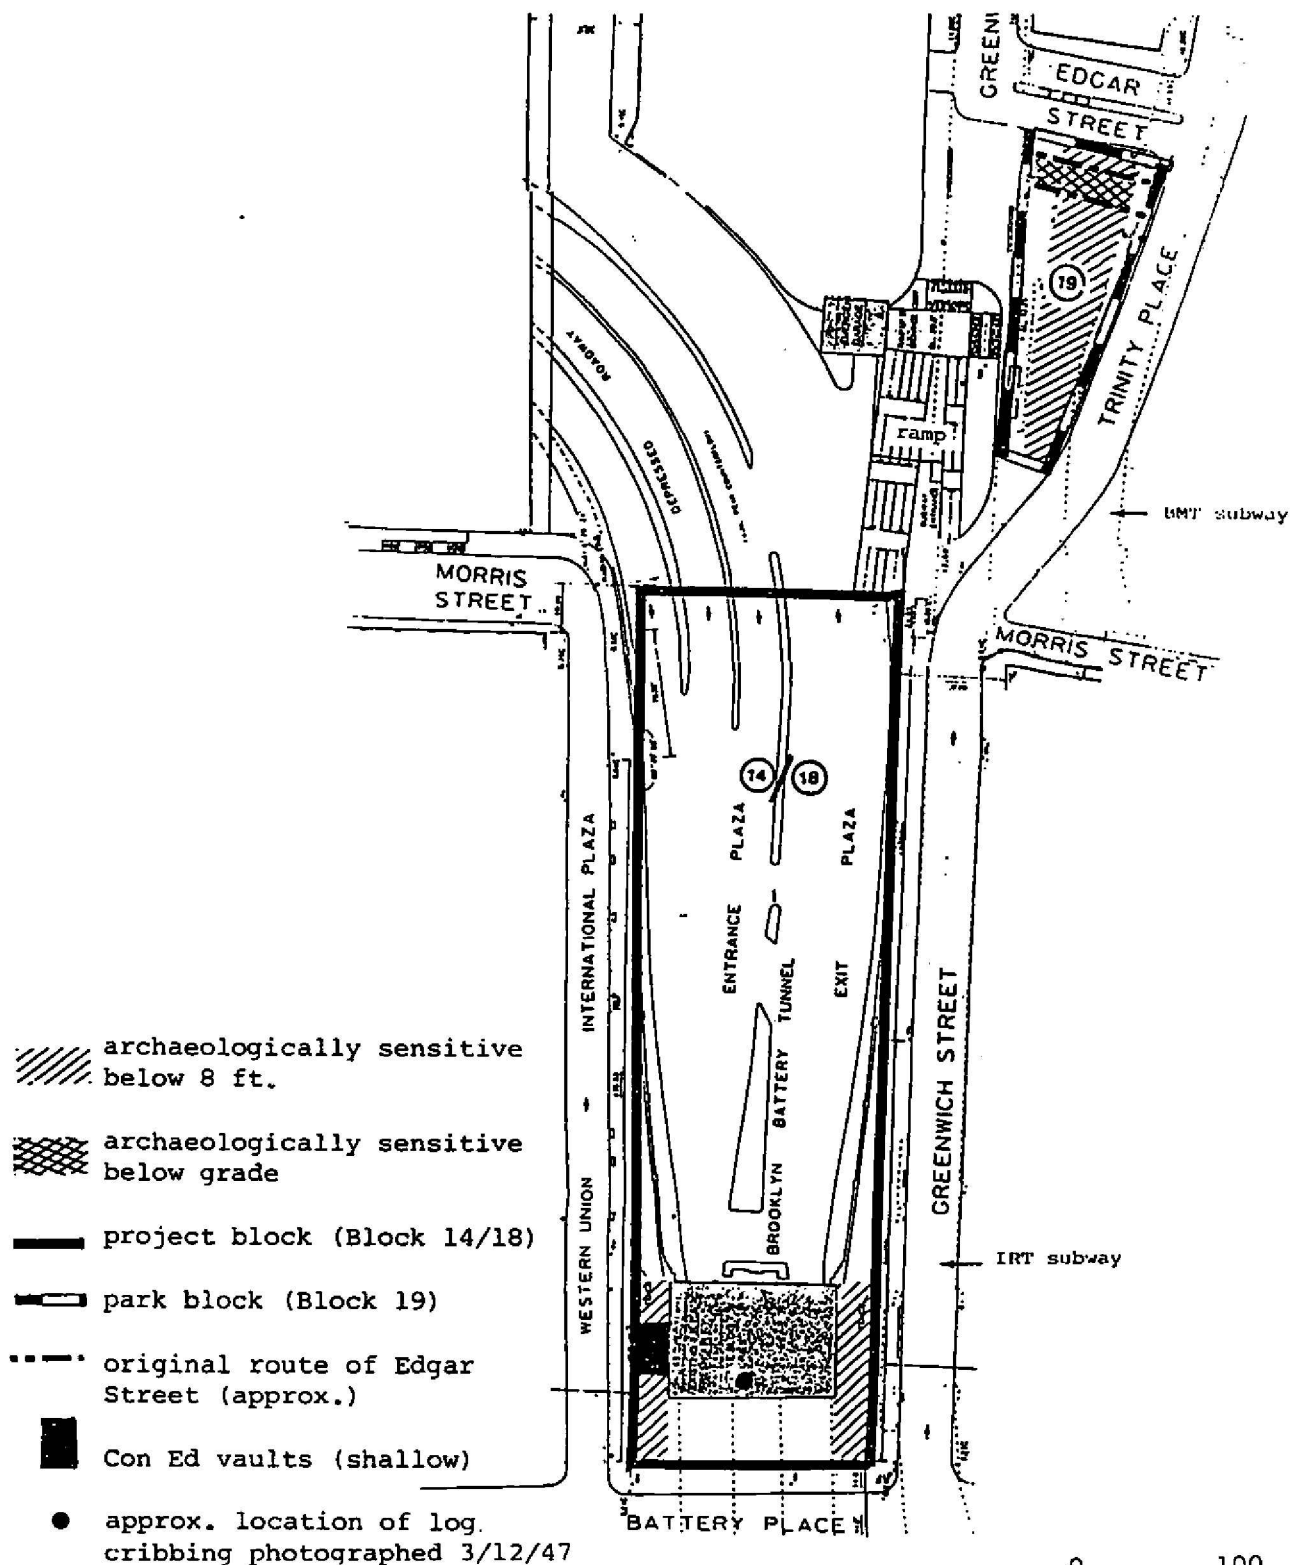 GREENW
EDGAR
STREET
19
TRINITY PLACE
ROADWAY
DEPRESSED
ramp
BMT subway
MORRIS
STREET
MORRIS STREET
14
18
ENTRANCE PLAZA
EXIT PLAZA
BROOKLYN BATTERY TUNNEL
WESTERN UNION INTERNATIONAL PLAZA
GREENWICH STREET
IRT subway
BATTERY PLACE
archaeologically sensitive
below 8 ft.
archaeologically sensitive
below grade
project block (Block 14/18)
park block (Block 19)
original route of Edgar
Street (approx.)
Con Ed vaults (shallow)
approx. location of log
cribbing photographed 3/12/47
0 100